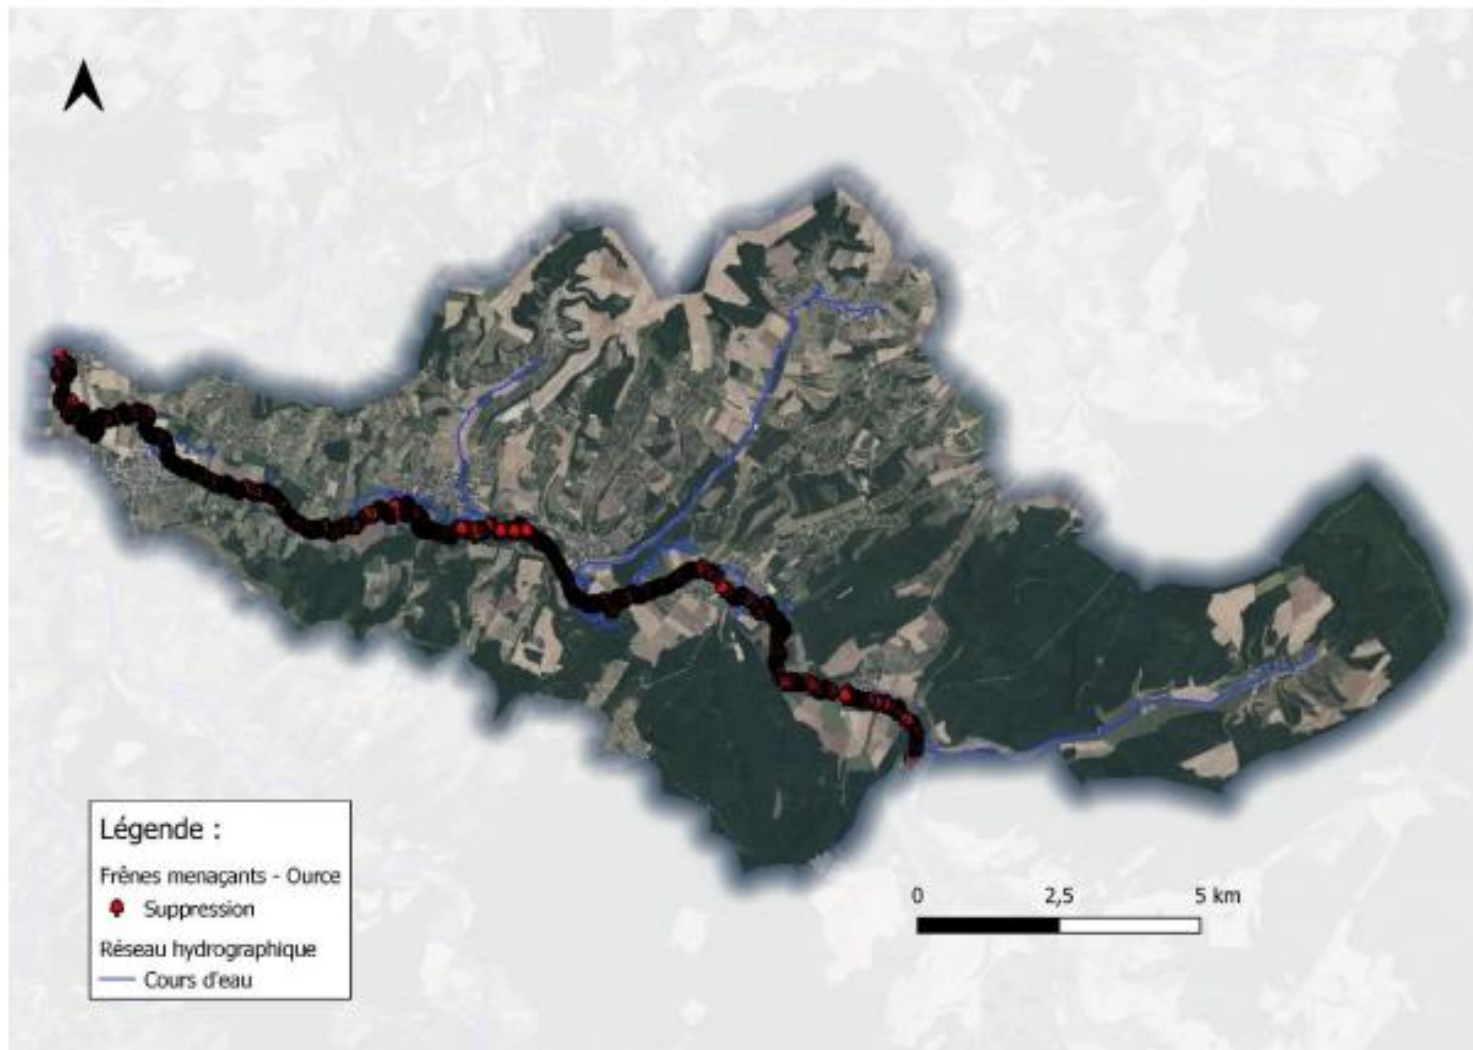 Légende :
Frênes menaçants - Ource
Suppression
Réseau hydrographique
Cours d'eau
0 2,5 5 km